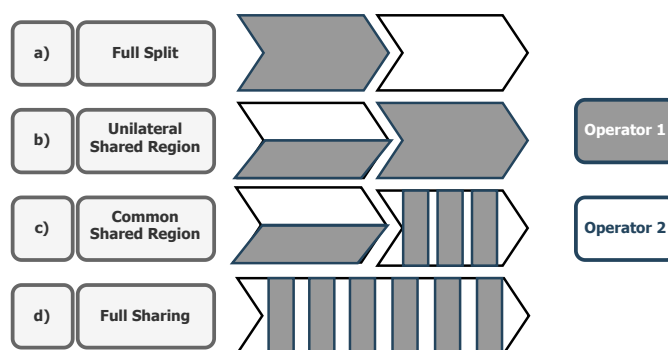 a)
Full Split
b)
Unilateral
Shared Region
Operator 1
c)
Common
Shared Region
Operator 2
d)
Full Sharing